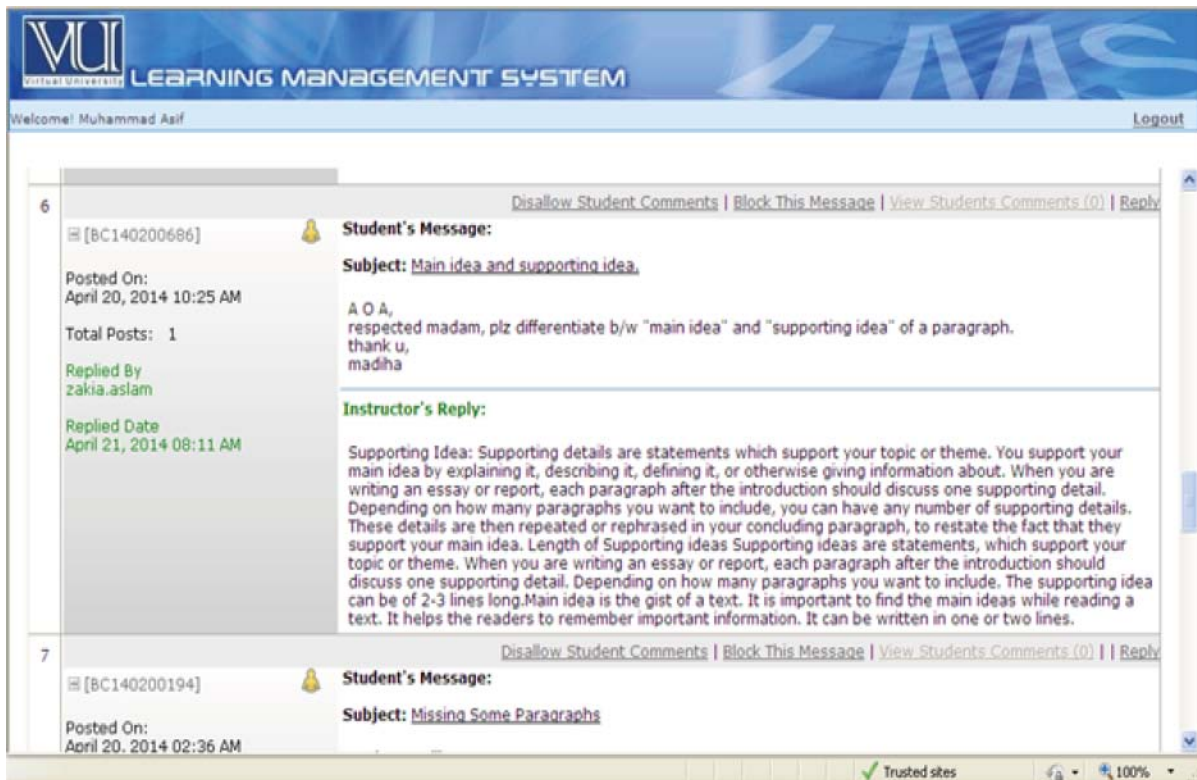 VU
Virtual University
LEARNING MANAGEMENT SYSTEM
LMS
Welcome! Muhammad Asif
Logout
6
Disallow Student Comments | Block This Message | View Students Comments (0) | Reply
[BC140200686]
Posted On:
April 20, 2014 10:25 AM
Total Posts: 1
Replied By
zakia.aslam
Replied Date
April 21, 2014 08:11 AM
Student's Message:
Subject: Main idea and supporting idea.
A O A,
respected madam, plz differentiate b/w "main idea" and "supporting idea" of a paragraph.
thank u,
madiha
Instructor's Reply:
Supporting Idea: Supporting details are statements which support your topic or theme. You support your
main idea by explaining it, describing it, defining it, or otherwise giving information about. When you are
writing an essay or report, each paragraph after the introduction should discuss one supporting detail.
Depending on how many paragraphs you want to include, you can have any number of supporting details.
These details are then repeated or rephrased in your concluding paragraph, to restate the fact that they
support your main idea. Length of Supporting ideas Supporting ideas are statements, which support your
topic or theme. When you are writing an essay or report, each paragraph after the introduction should
discuss one supporting detail. Depending on how many paragraphs you want to include. The supporting idea
can be of 2-3 lines long.Main idea is the gist of a text. It is important to find the main ideas while reading a
text. It helps the readers to remember important information. It can be written in one or two lines.
7
Disallow Student Comments | Block This Message | View Students Comments (0) | | Reply
[BC140200194]
Posted On:
April 20, 2014 02:36 AM
Student's Message:
Subject: Missing Some Paragraphs
Trusted sites
100%